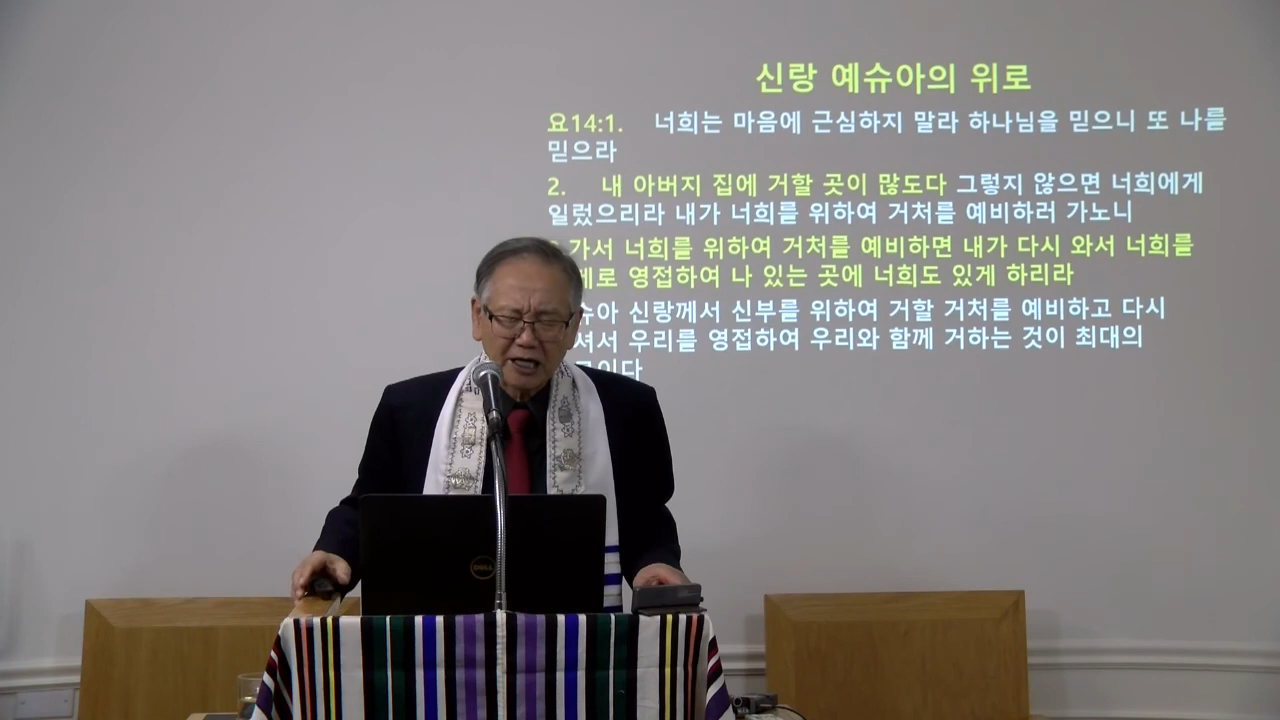 신랑 예슈아의 위로
요14:1. 너희는 마음에 근심하지 말라 하나님을 믿으니 또 나를
믿으라
2. 내 아버지 집에 거할 곳이 많도다 그렇지 않으면 너희에게
일렀으리라 내가 너희를 위하여 거처를 예비하러 가노니
가서 너희를 위하여 거처를 예비하면 내가 다시 와서 너희를
영접하여 나 있는 곳에 너희도 있게 하리라
신랑께서 신부를 위하여 거할 거처를 예비하고 다시
우리를 영접하여 우리와 함께 거하는 것이 최대의
DELL